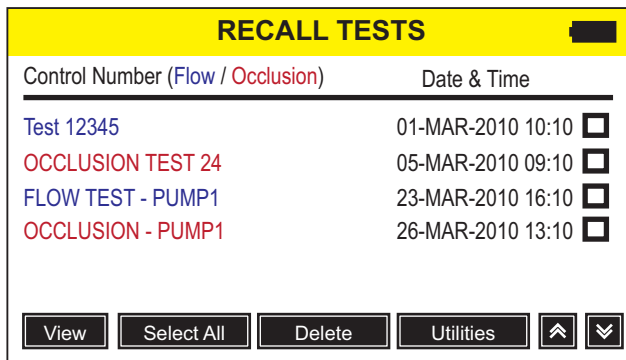 RECALL TESTS
Control Number (Flow / Occlusion) Date & Time
Test 12345 01-MAR-2010 10:10
OCCLUSION TEST 24 05-MAR-2010 09:10
FLOW TEST - PUMP1 23-MAR-2010 16:10
OCCLUSION - PUMP1 26-MAR-2010 13:10
View Select All Delete Utilities